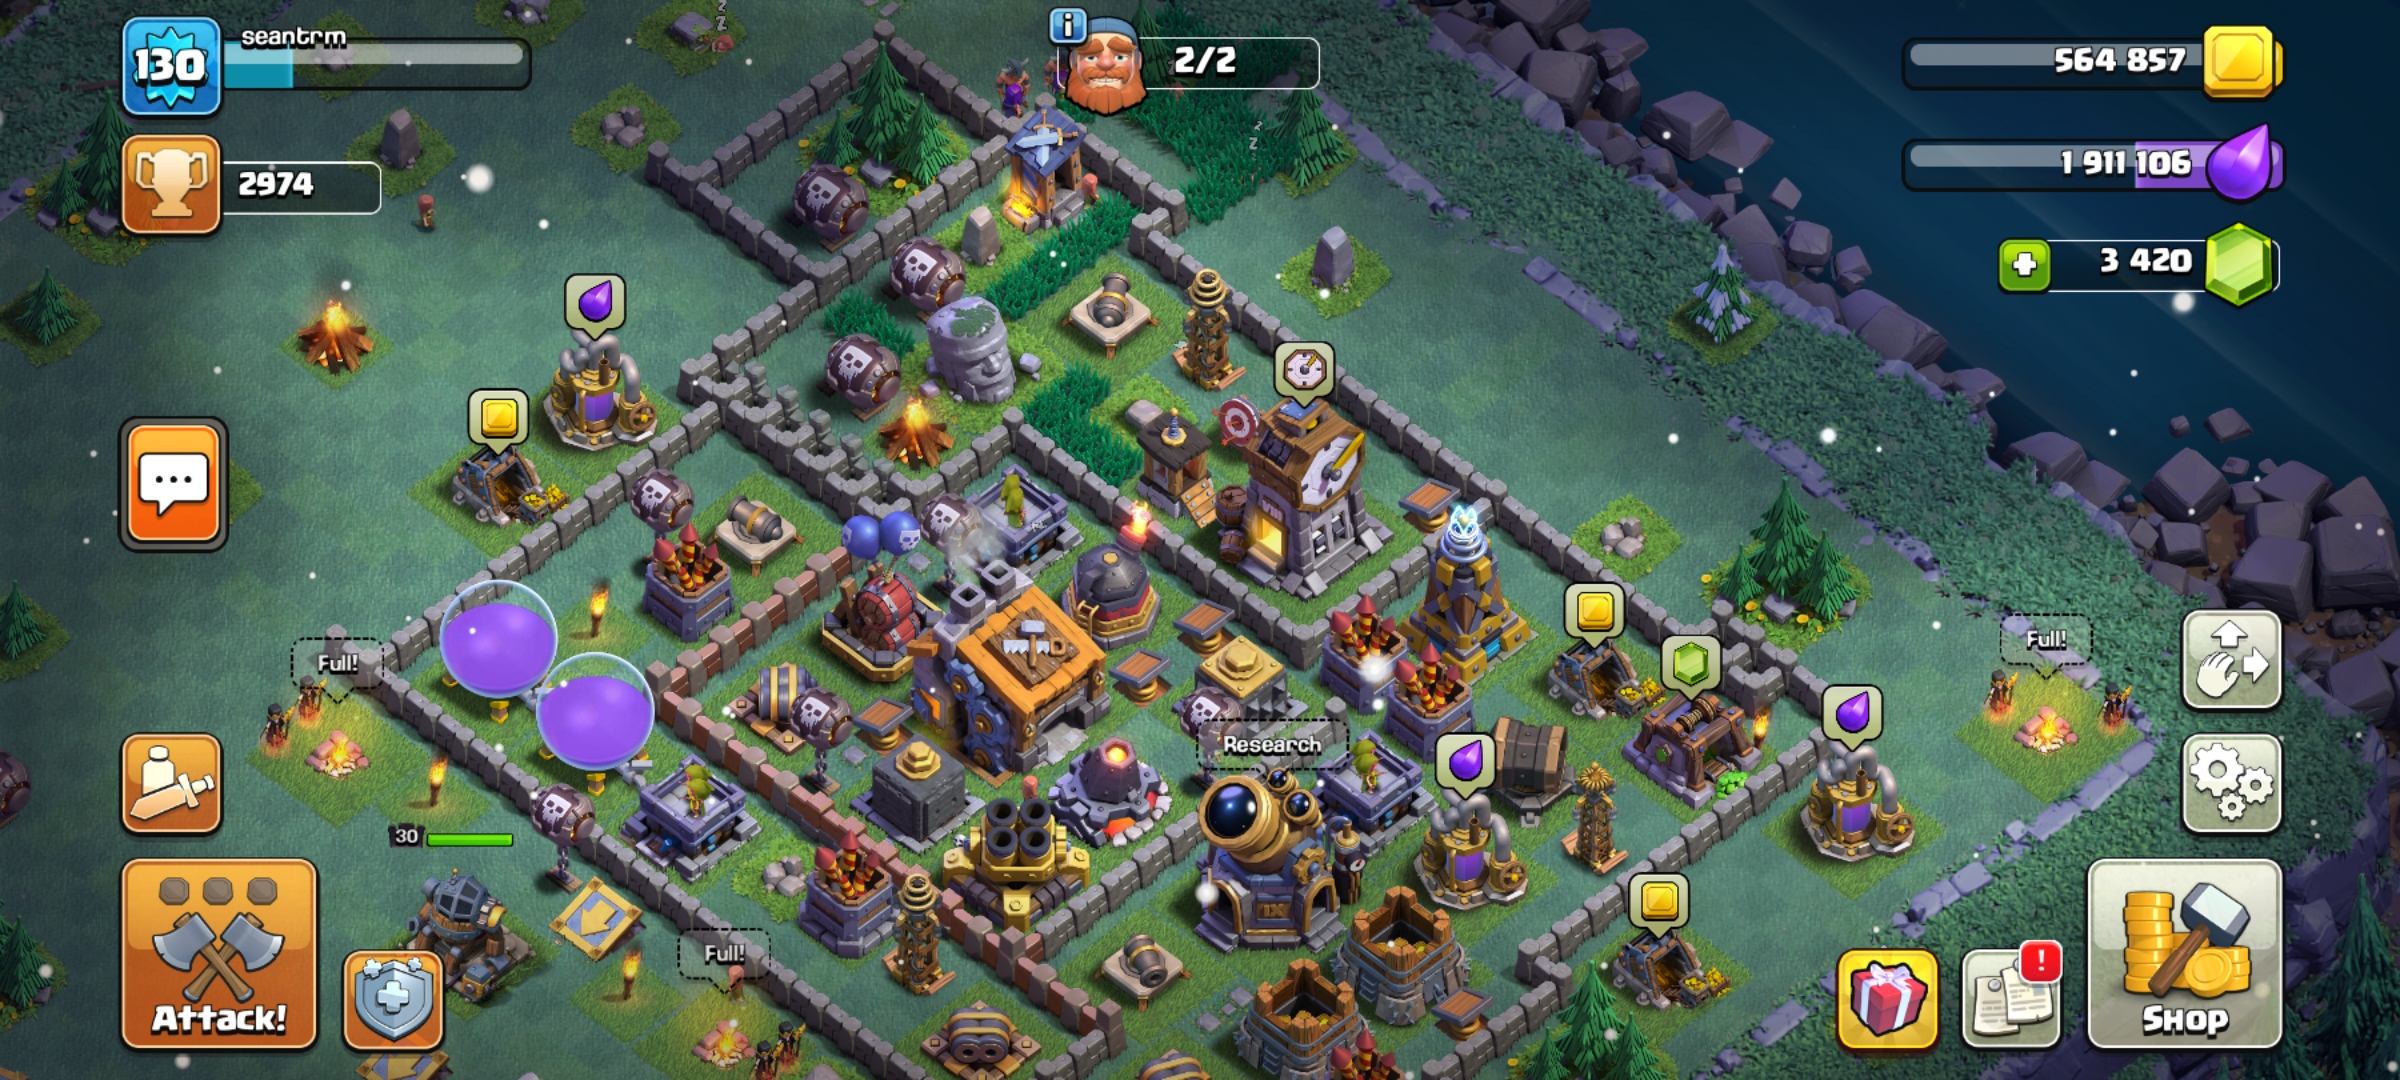 130
seantrm
i
2/2
564 857
2974
1 911 106
3 420
Full!
Full!
Research
30
Full!
!
Attack!
Shop